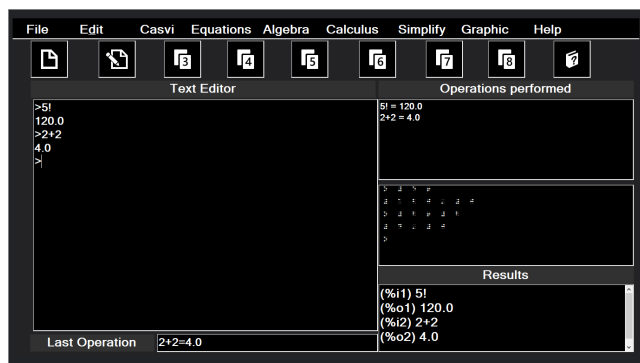 File Edit Casvi Equations Algebra Calculus Simplify Graphic Help
3 4 5 6 7 8 ?
Text Editor
>5!
120.0
>2+2
4.0
>
Operations performed
5! = 120.0
2+2 = 4.0
Results
(%i1) 5!
(%o1) 120.0
(%i2) 2+2
(%o2) 4.0
Last Operation 2+2=4.0